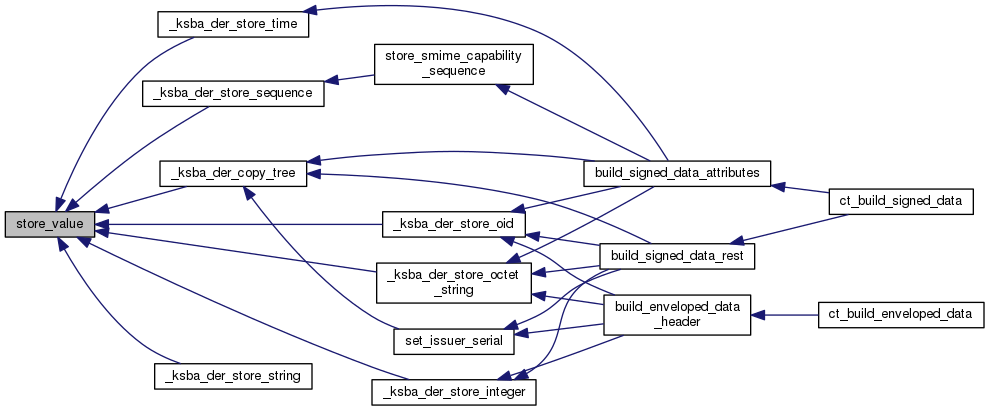 _ksba_der_store_time
store_smime_capability
_sequence
_ksba_der_store_sequence
_ksba_der_copy_tree
build_signed_data_attributes
ct_build_signed_data
store_value
_ksba_der_store_oid
build_signed_data_rest
_ksba_der_store_octet
_string
build_enveloped_data
_header
ct_build_enveloped_data
set_issuer_serial
_ksba_der_store_string
_ksba_der_store_integer